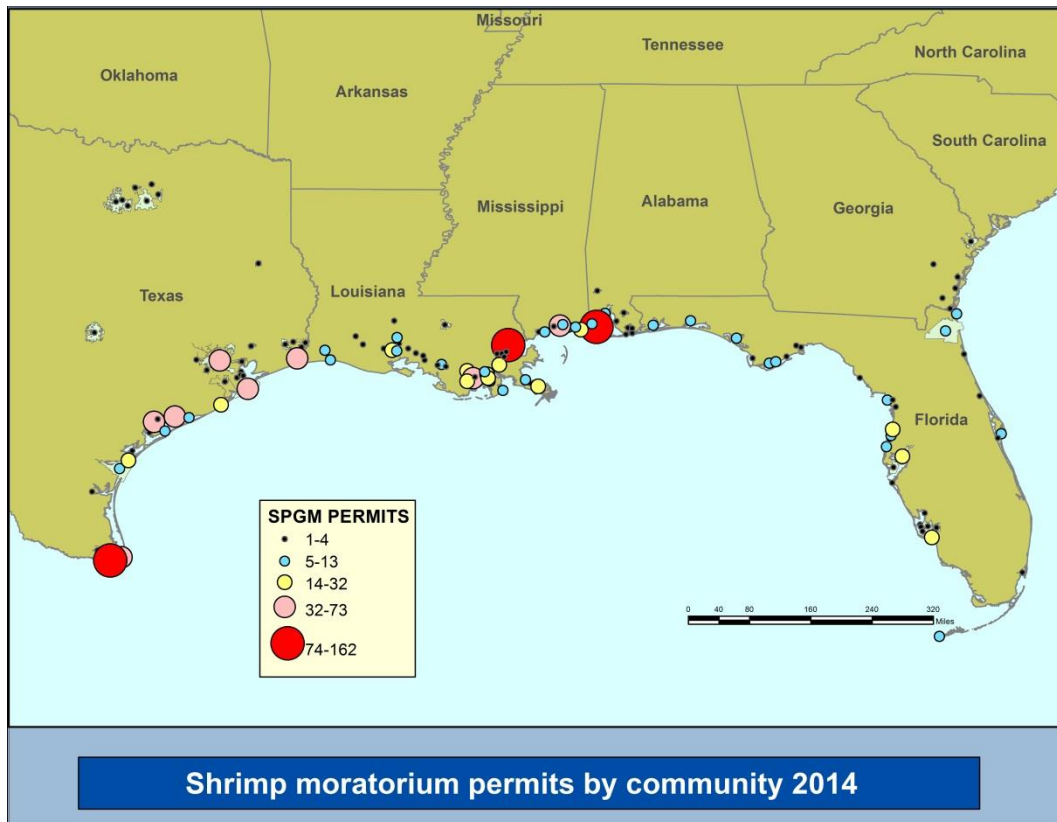 Missouri
Tennessee
North Carolina
Oklahoma
Arkansas
South Carolina
Mississippi
Alabama
Georgia
Texas
Louisiana
Florida
SPGM PERMITS
1-4
5-13
14-32
32-73
74-162
0 40 80 160 240 320
Miles
Shrimp moratorium permits by community 2014